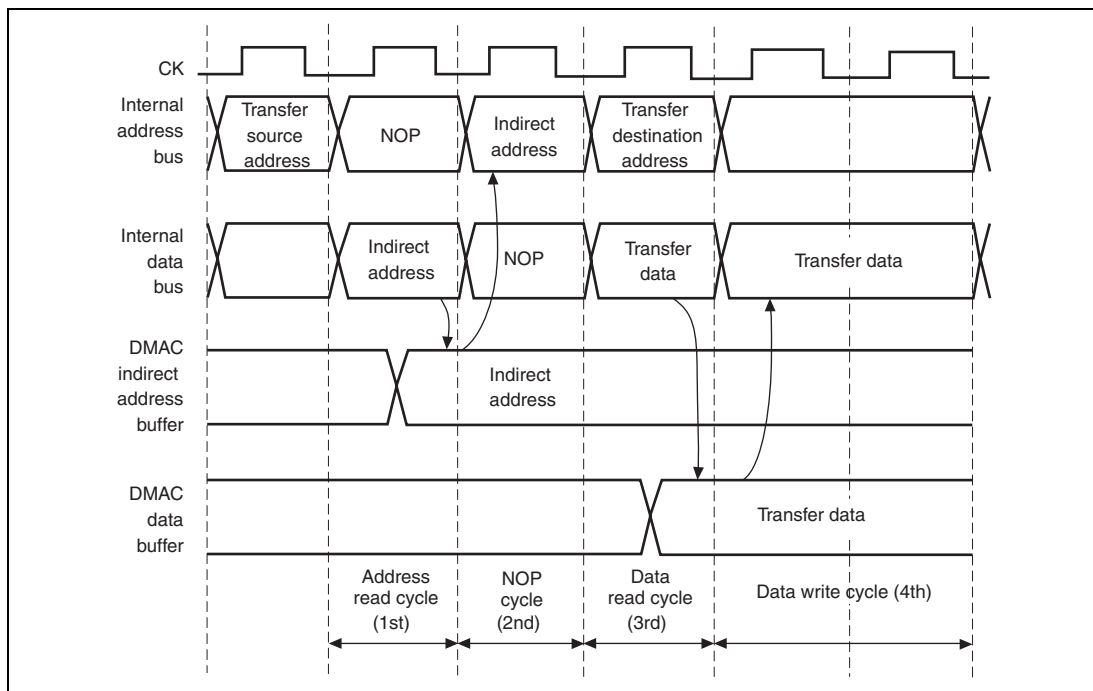 CK
Internal
address
bus
Transfer
source
address
NOP
Indirect
address
Transfer
destination
address
Internal
data
bus
Indirect
address
NOP
Transfer
data
Transfer data
DMAC
indirect
address
buffer
Indirect
address
DMAC
data
buffer
Transfer data
Address
read cycle
(1st)
NOP
cycle
(2nd)
Data
read cycle
(3rd)
Data write cycle (4th)